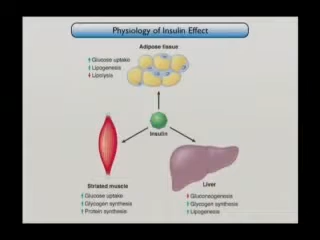 Physiology of Insulin Effect
Adipose tissue
↑ Glucose uptake
↑ Lipogenesis
↓ Lipolysis
Insulin
Striated muscle
↑ Glucose uptake
↑ Glycogen synthesis
↑ Protein synthesis
Liver
↓ Gluconeogenesis
↑ Glycogen synthesis
↑ Lipogenesis